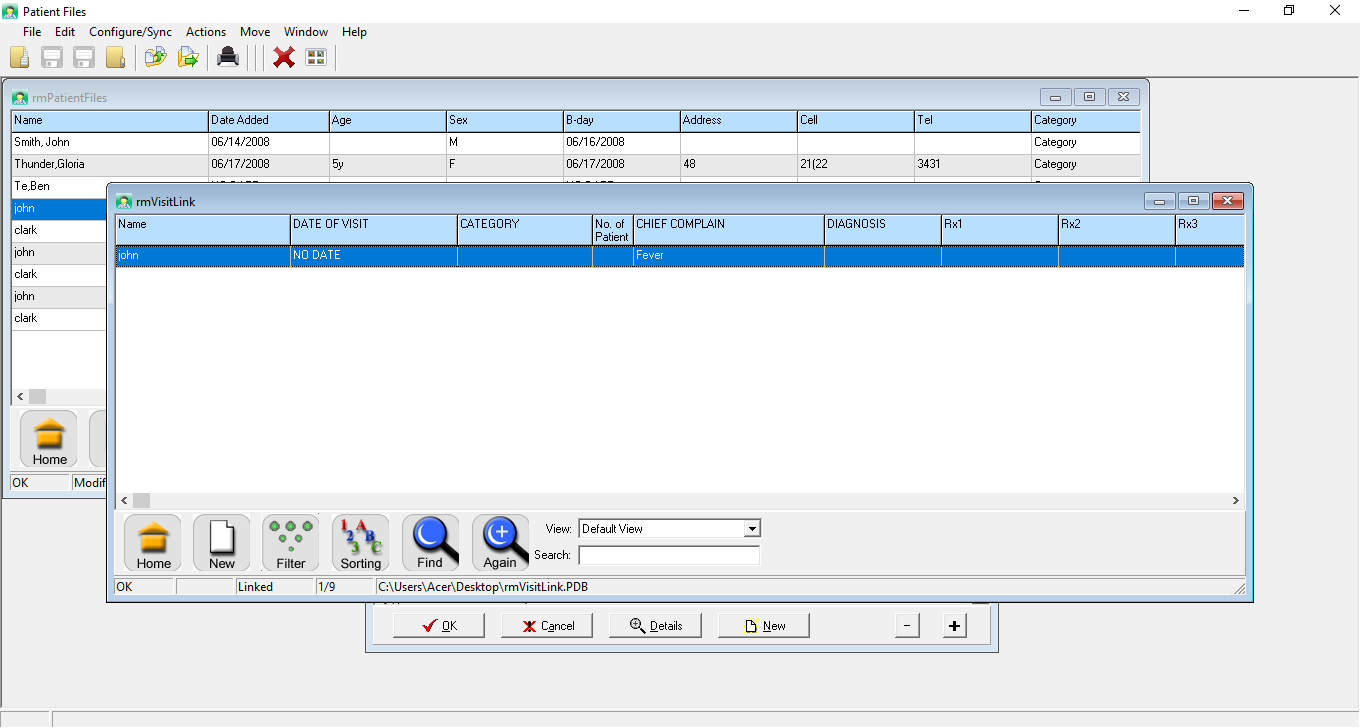 Patient Files
File Edit Configure/Sync Actions Move Window Help
rmPatientFiles
Name Date Added Age Sex B-day Address Cell Tel Category
Smith, John 06/14/2008 M 06/16/2008 Category
Thunder,Gloria 06/17/2008 5y F 06/17/2008 48 21(22 3431 Category
Te,Ben
john
clark
john
clark
john
clark
Home
OK Modif
rmVisitLink
Name DATE OF VISIT CATEGORY No. of Patient CHIEF COMPLAIN DIAGNOSIS Rx1 Rx2 Rx3
john NO DATE Fever
Home New Filter Sorting Find Again
View: Default View
Search:
OK Linked 1/9 C:\Users\Acer\Desktop\rmVisitLink.PDB
OK Cancel Details New - +